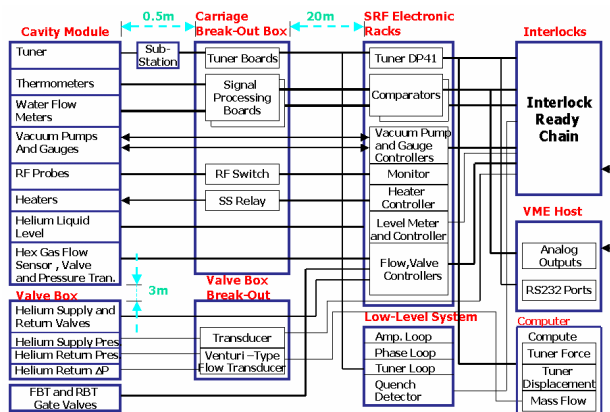 0.5m
Carriage
Break-Out Box
20m
SRF Electronic
Racks
Interlocks
Cavity Module
Tuner
Sub-
Station
Tuner Boards
Tuner DP41
Thermometers
Signal
Processing
Boards
Comparators
Water Flow
Meters
Interlock
Ready
Chain
Vacuum Pumps
And Gauges
Vacuum Pump
and Gauge
Controllers
RF Probes
RF Switch
Monitor
Heaters
SS Relay
Heater
Controller
Helium Liquid
Level
Level Meter
and Controller
VME Host
Hex Gas Flow
Sensor , Valve
and Pressure Tran.
Flow,Valve
Controllers
Analog
Outputs
RS232 Ports
3m
Valve Box
Valve Box
Break-Out
Helium Supply and
Return Valves
Helium Supply Pres
Helium Return Pres
Helium Return ΔP
Transducer
Venturi –Type
Flow Transducer
FBT and RBT
Gate Valves
Low-Level System
Amp. Loop
Phase Loop
Tuner Loop
Quench
Detector
Computer
Compute
Tuner Force
Tuner
Displacement
Mass Flow